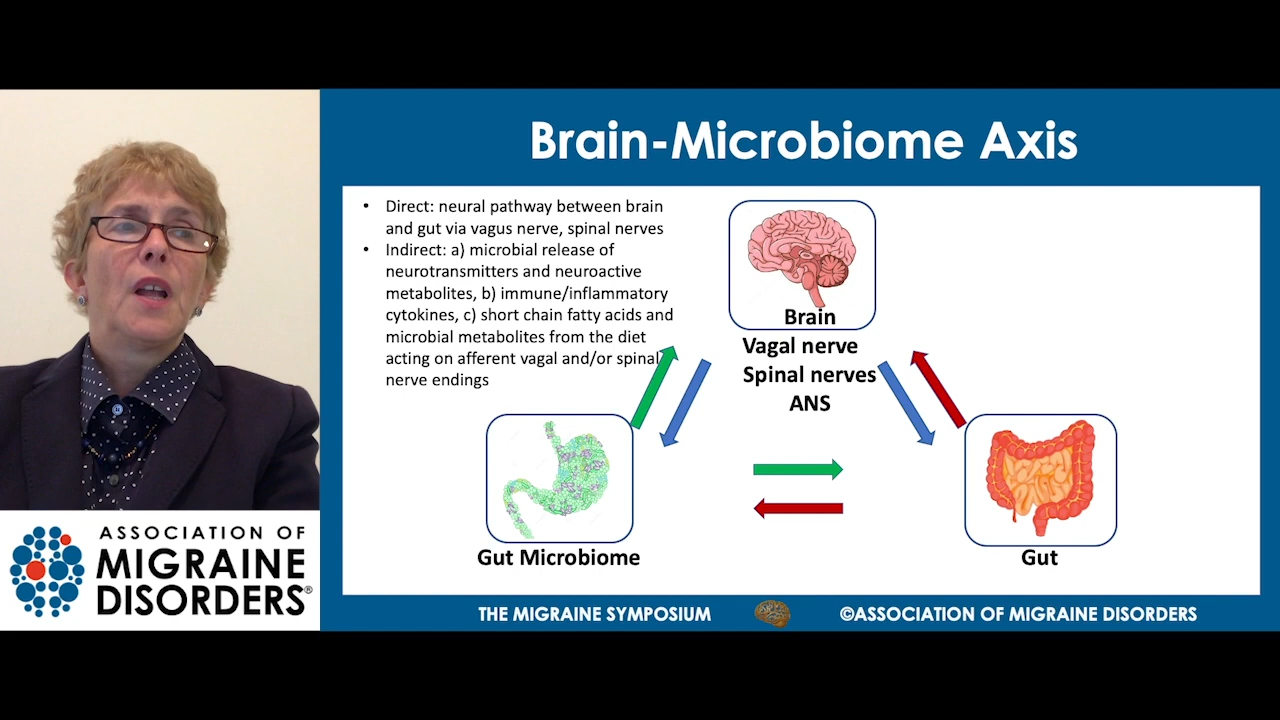 Brain-Microbiome Axis
• Direct: neural pathway between brain
and gut via vagus nerve, spinal nerves
• Indirect: a) microbial release of
neurotransmitters and neuroactive
metabolites, b) immune/inflammatory
cytokines, c) short chain fatty acids and
microbial metabolites from the diet
acting on afferent vagal and/or spinal
nerve endings
Brain
Vagal nerve
Spinal nerves
ANS
Gut Microbiome
Gut
ASSOCIATION OF
MIGRAINE
DISORDERS®
THE MIGRAINE SYMPOSIUM
©ASSOCIATION OF MIGRAINE DISORDERS